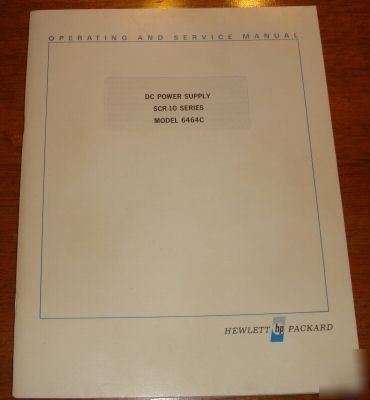 OPERATING AND SERVICE MANUAL
DC POWER SUPPLY
SCR-10 SERIES
MODEL 6464C
HEWLETT hp PACKARD